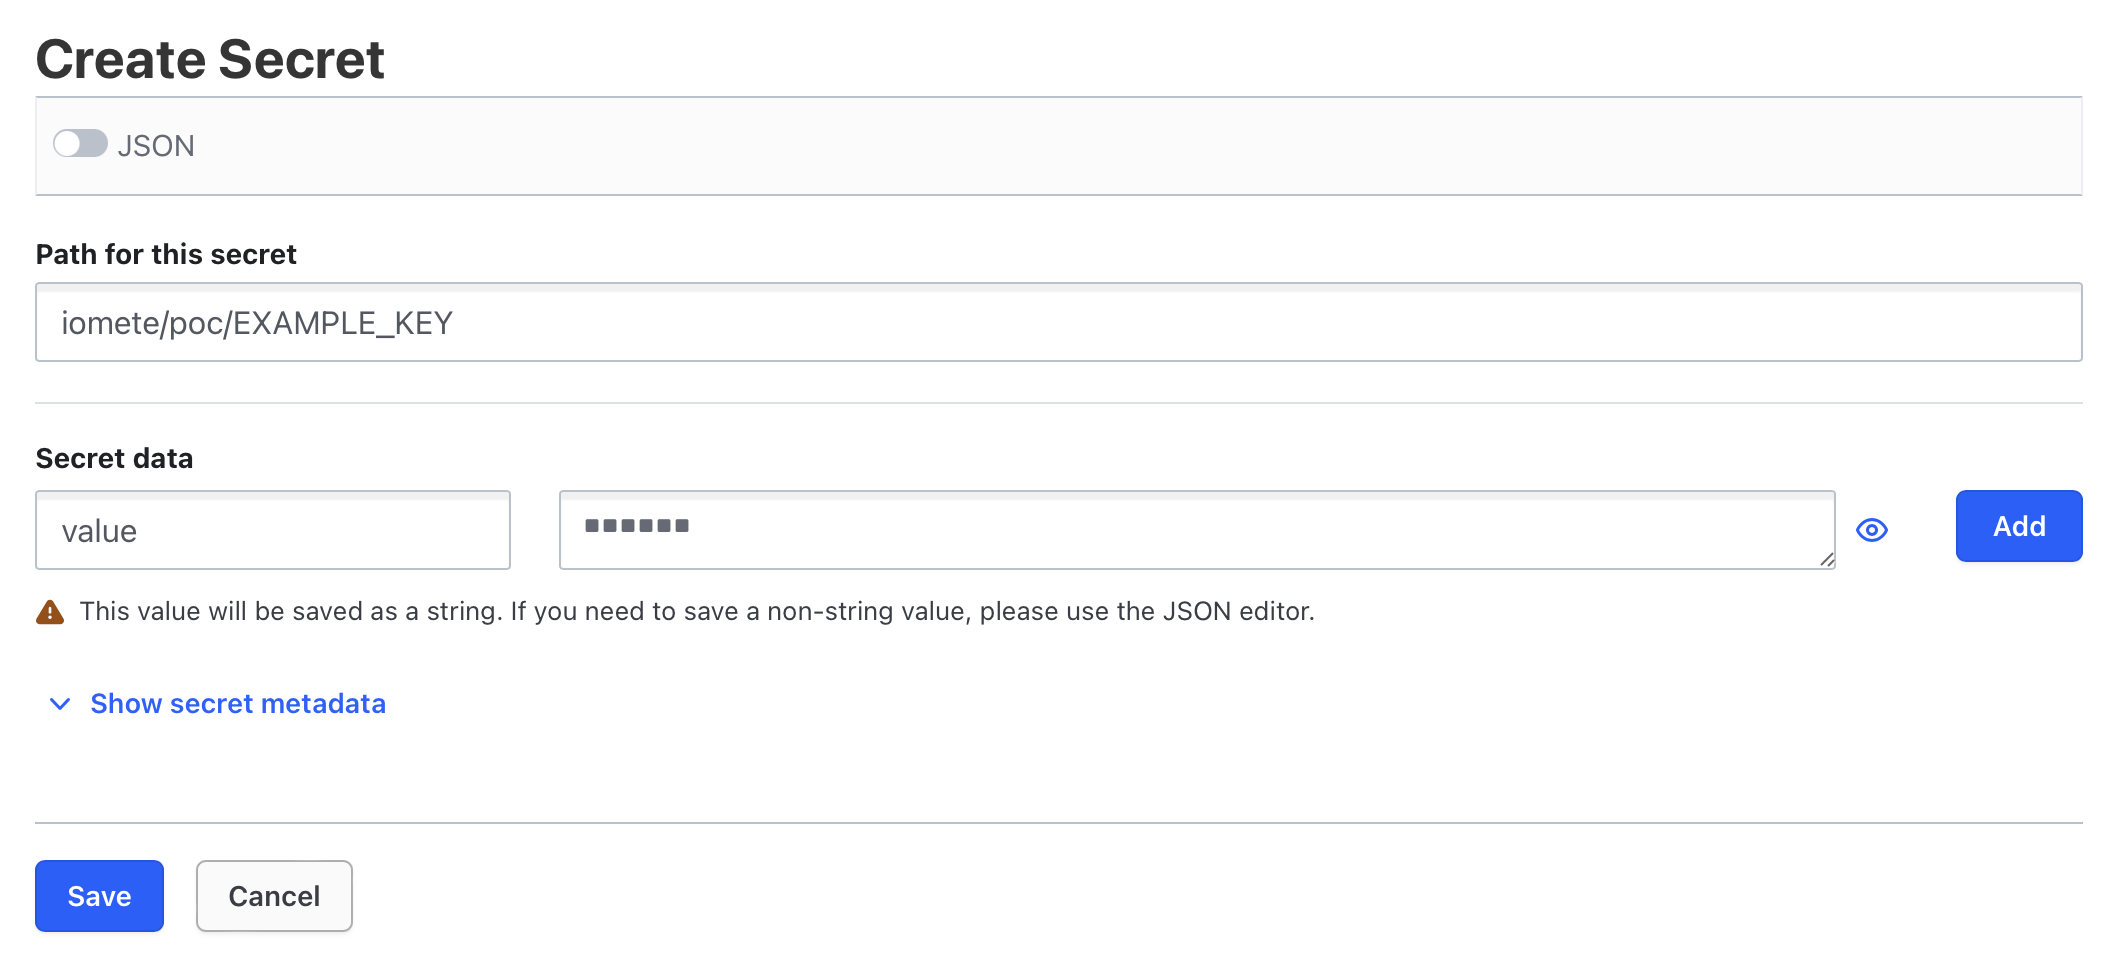 Create Secret
JSON
Path for this secret
iomete/poc/EXAMPLE_KEY
Secret data
value
Add
This value will be saved as a string. If you need to save a non-string value, please use the JSON editor.
Show secret metadata
Save Cancel